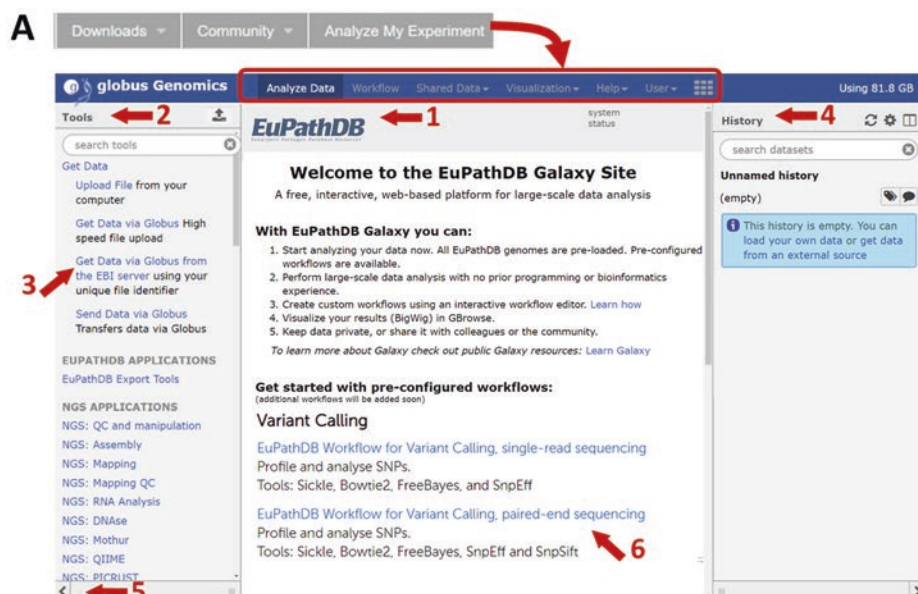 A
Downloads Community Analyze My Experiment
globus Genomics Analyze Data Workflow Shared Data Visualization Help User Using 81.8 GB
Tools 2
search tools
Get Data
Upload File from your
computer
Get Data via Globus High
speed file upload
Get Data via Globus from
the EBI server using your
unique file identifier
3
Send Data via Globus
Transfers data via Globus
EUPATHDB APPLICATIONS
EuPathDB Export Tools
NGS APPLICATIONS
NGS: QC and manipulation
NGS: Assembly
NGS: Mapping
NGS: Mapping QC
NGS: RNA Analysis
NGS: DNAse
NGS: Mothur
NGS: QIIME
NGS: PICRUST
5
EuPathDB
1
system
status
Welcome to the EuPathDB Galaxy Site
A free, interactive, web-based platform for large-scale data analysis
With EuPathDB Galaxy you can:
1. Start analyzing your data now. All EuPathDB genomes are pre-loaded. Pre-configured
workflows are available.
2. Perform large-scale data analysis with no prior programming or bioinformatics
experience.
3. Create custom workflows using an interactive workflow editor. Learn how
4. Visualize your results (BigWig) in GBrowse.
5. Keep data private, or share it with colleagues or the community.
To learn more about Galaxy check out public Galaxy resources: Learn Galaxy
Get started with pre-configured workflows:
(additional workflows will be added soon)
Variant Calling
EuPathDB Workflow for Variant Calling, single-read sequencing
Profile and analyse SNPs.
Tools: Sickle, Bowtie2, FreeBayes, and SnpEff
EuPathDB Workflow for Variant Calling, paired-end sequencing
Profile and analyse SNPs.
Tools: Sickle, Bowtie2, FreeBayes, SnpEff and SnpSift
6
History 4
search datasets
Unnamed history
(empty)
This history is empty. You can
load your own data or get data
from an external source